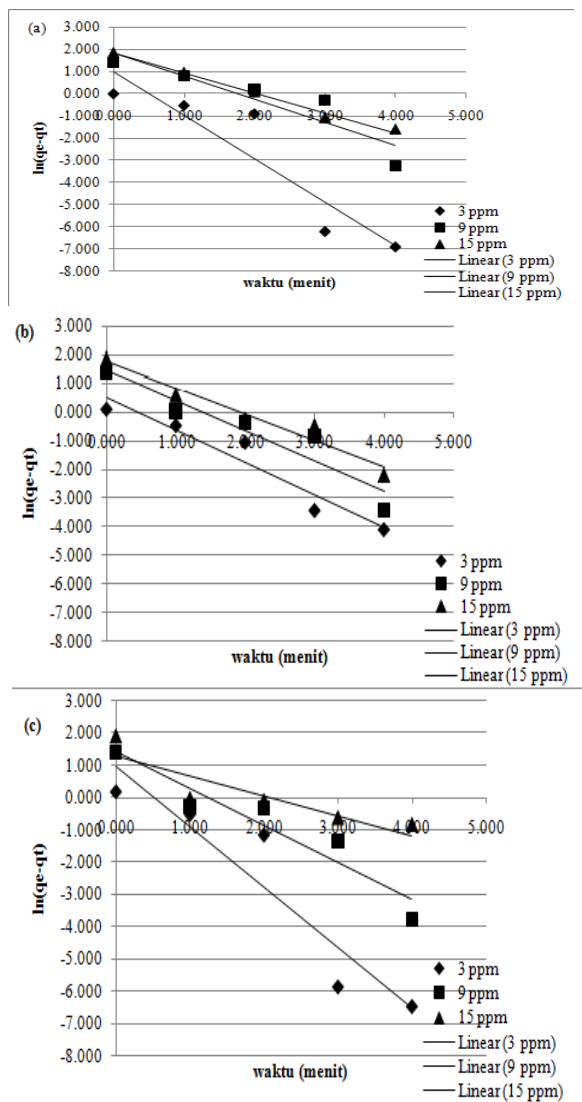 (a)
3.000
2.000
1.000
0.000
-1.000
-2.000
-3.000
-4.000
-5.000
-6.000
-7.000
-8.000
0.000 1.000 2.000 3.000 4.000 5.000
ln(qe-qt)
waktu (menit)
3 ppm
9 ppm
15 ppm
Linear (3 ppm)
Linear (9 ppm)
Linear (15 ppm)
(b)
3.000
2.000
1.000
0.000
-1.000
-2.000
-3.000
-4.000
-5.000
-6.000
-7.000
-8.000
0.000 1.000 2.000 3.000 4.000 5.000
ln(qe-qt)
waktu (menit)
3 ppm
9 ppm
15 ppm
Linear (3 ppm)
Linear (9 ppm)
Linear (15 ppm)
(c)
3.000
2.000
1.000
0.000
-1.000
-2.000
-3.000
-4.000
-5.000
-6.000
-7.000
-8.000
0.000 1.000 2.000 3.000 4.000 5.000
ln(qe-qt)
waktu (menit)
3 ppm
9 ppm
15 ppm
Linear (3 ppm)
Linear (9 ppm)
Linear (15 ppm)